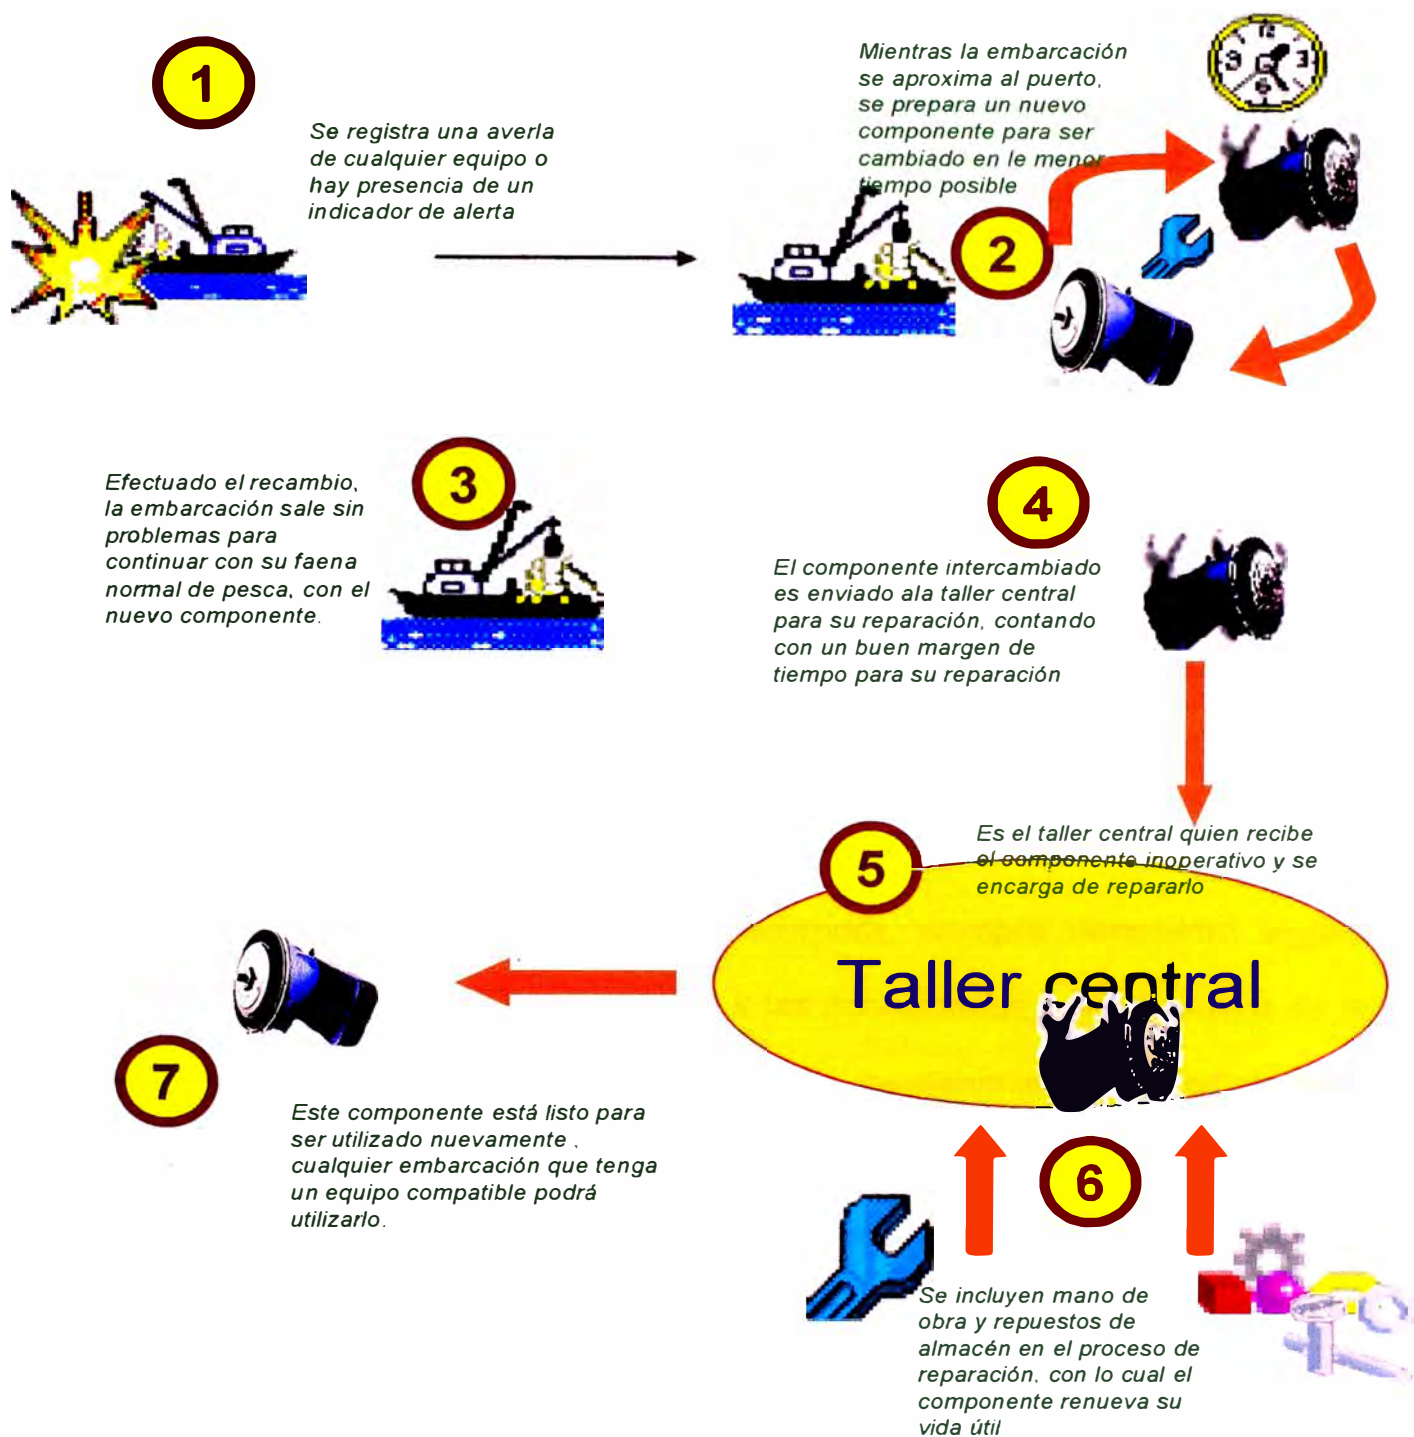 1
Se registra una averla
de cualquier equipo o
hay presencia de un
indicador de alerta
Mientras la embarcación
se aproxima al puerto,
se prepara un nuevo
componente para ser
cambiado en le menor
tiempo posible
12
9
3
6
2
Efectuado el recambio,
la embarcación sale sin
problemas para
continuar con su faena
normal de pesca, con el
nuevo componente.
3
4
El componente intercambiado
es enviado ala taller central
para su reparación, contando
con un buen margen de
tiempo para su reparación
5
Es el taller central quien recibe
el componente inoperativo y se
encarga de repararlo
Taller central
7
Este componente está listo para
ser utilizado nuevamente ,
cualquier embarcación que tenga
un equipo compatible podrá
utilizarlo.
6
Se incluyen mano de
obra y repuestos de
almacén en el proceso de
reparación, con lo cual el
componente renueva su
vida útil